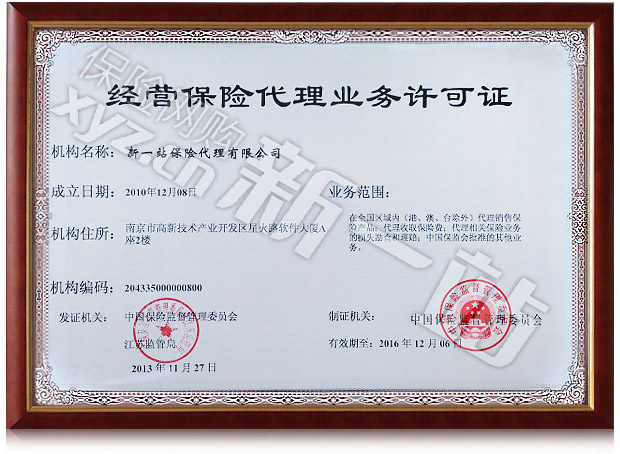 经营保险代理业务许可证
机构名称：新一站保险代理有限公司
成立日期：2010年12月08日
业务范围：
机构住所：南京市高新技术产业开发区星火路软件大厦A
座2楼
在全国区域内（港、澳、台除外）代理销售保
险产品；代理收取保险费；代理相关保险业务
的损失勘查和理赔；中国保监会批准的其他业
务。
机构编码：204335000000800
发证机关：中国保险监督管理委员会
江苏监管局
2013年11月27日
制证机关：中国保险监督管理委员会
有效期至：2016年12月06日
保险网购
xyz.cn
新一站